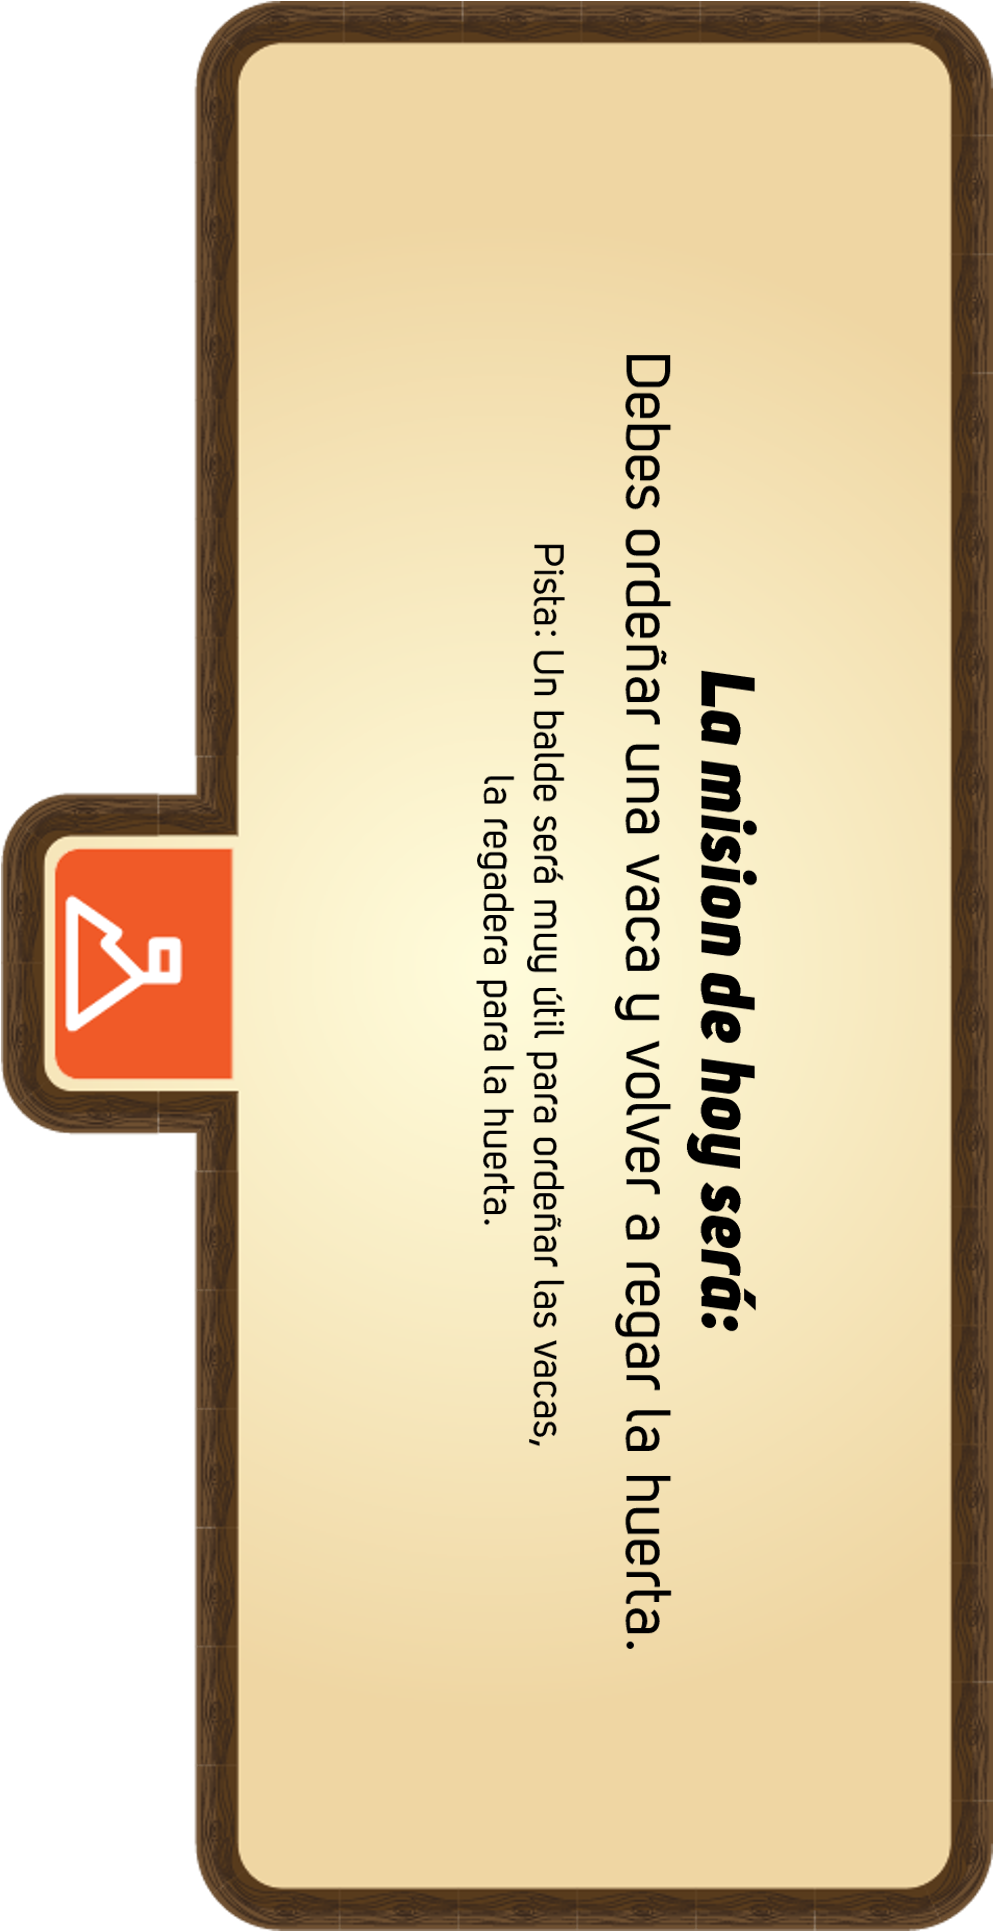 La mision de hoy será:
Debes ordeñar una vaca y volver a regar la huerta.
Pista: Un balde será muy útil para ordeñar las vacas,
la regadera para la huerta.